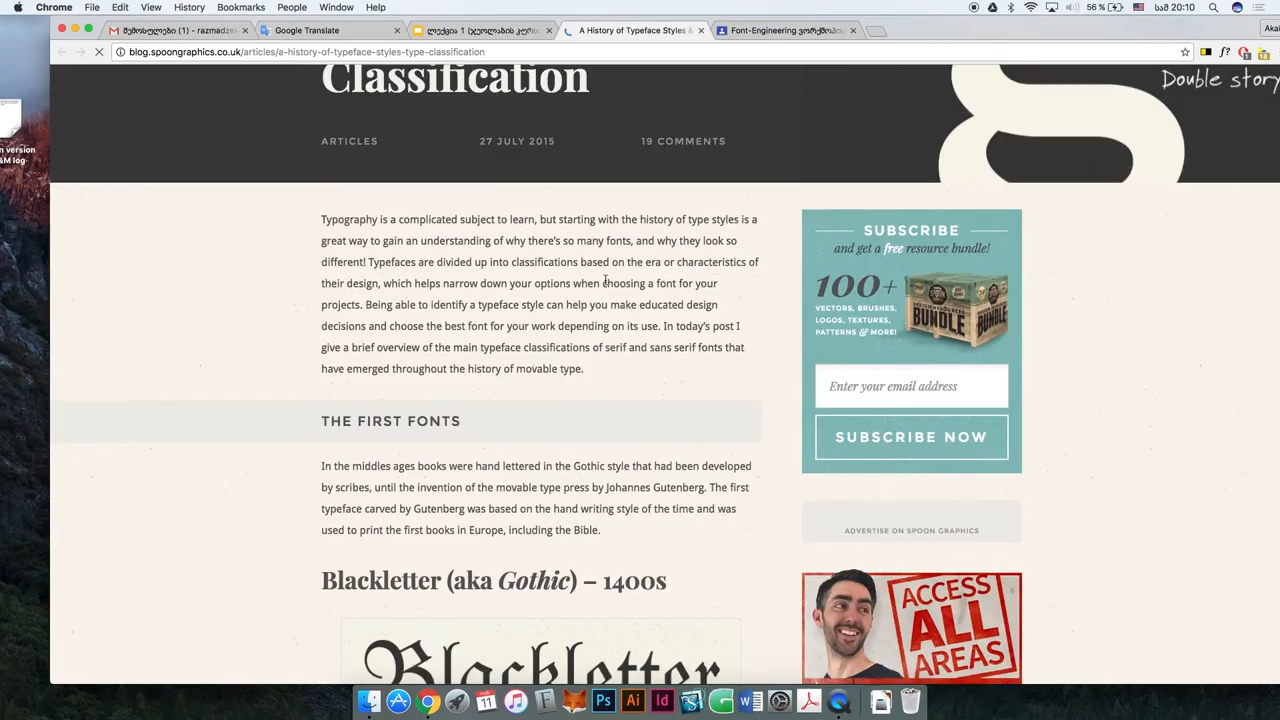 Chrome File Edit View History Bookmarks People Window Help
56 % სამ 20:10
შემოსულები (1) - razmadze
Google Translate
ლექცია 1
A History of Typeface Styles &
Font-Engineering
Akak
blog.spoongraphics.co.uk/articles/a-history-of-typeface-styles-type-classification
n version
&M log
Classification
Double story
ARTICLES 27 JULY 2015 19 COMMENTS
Typography is a complicated subject to learn, but starting with the history of type styles is a
great way to gain an understanding of why there's so many fonts, and why they look so
different! Typefaces are divided up into classifications based on the era or characteristics of
their design, which helps narrow down your options when choosing a font for your
projects. Being able to identify a typeface style can help you make educated design
decisions and choose the best font for your work depending on its use. In today's post I
give a brief overview of the main typeface classifications of serif and sans serif fonts that
have emerged throughout the history of movable type.
THE FIRST FONTS
In the middles ages books were hand lettered in the Gothic style that had been developed
by scribes, until the invention of the movable type press by Johannes Gutenberg. The first
typeface carved by Gutenberg was based on the hand writing style of the time and was
used to print the first books in Europe, including the Bible.
Blackletter (aka Gothic) – 1400s
Blackletter
SUBSCRIBE
and get a free resource bundle!
100+
VECTORS, BRUSHES,
LOGOS, TEXTURES,
PATTERNS & MORE!
BUNDLE
Enter your email address
SUBSCRIBE NOW
ADVERTISE ON SPOON GRAPHICS
ACCESS
ALL
AREAS
11
Ps Ai Id